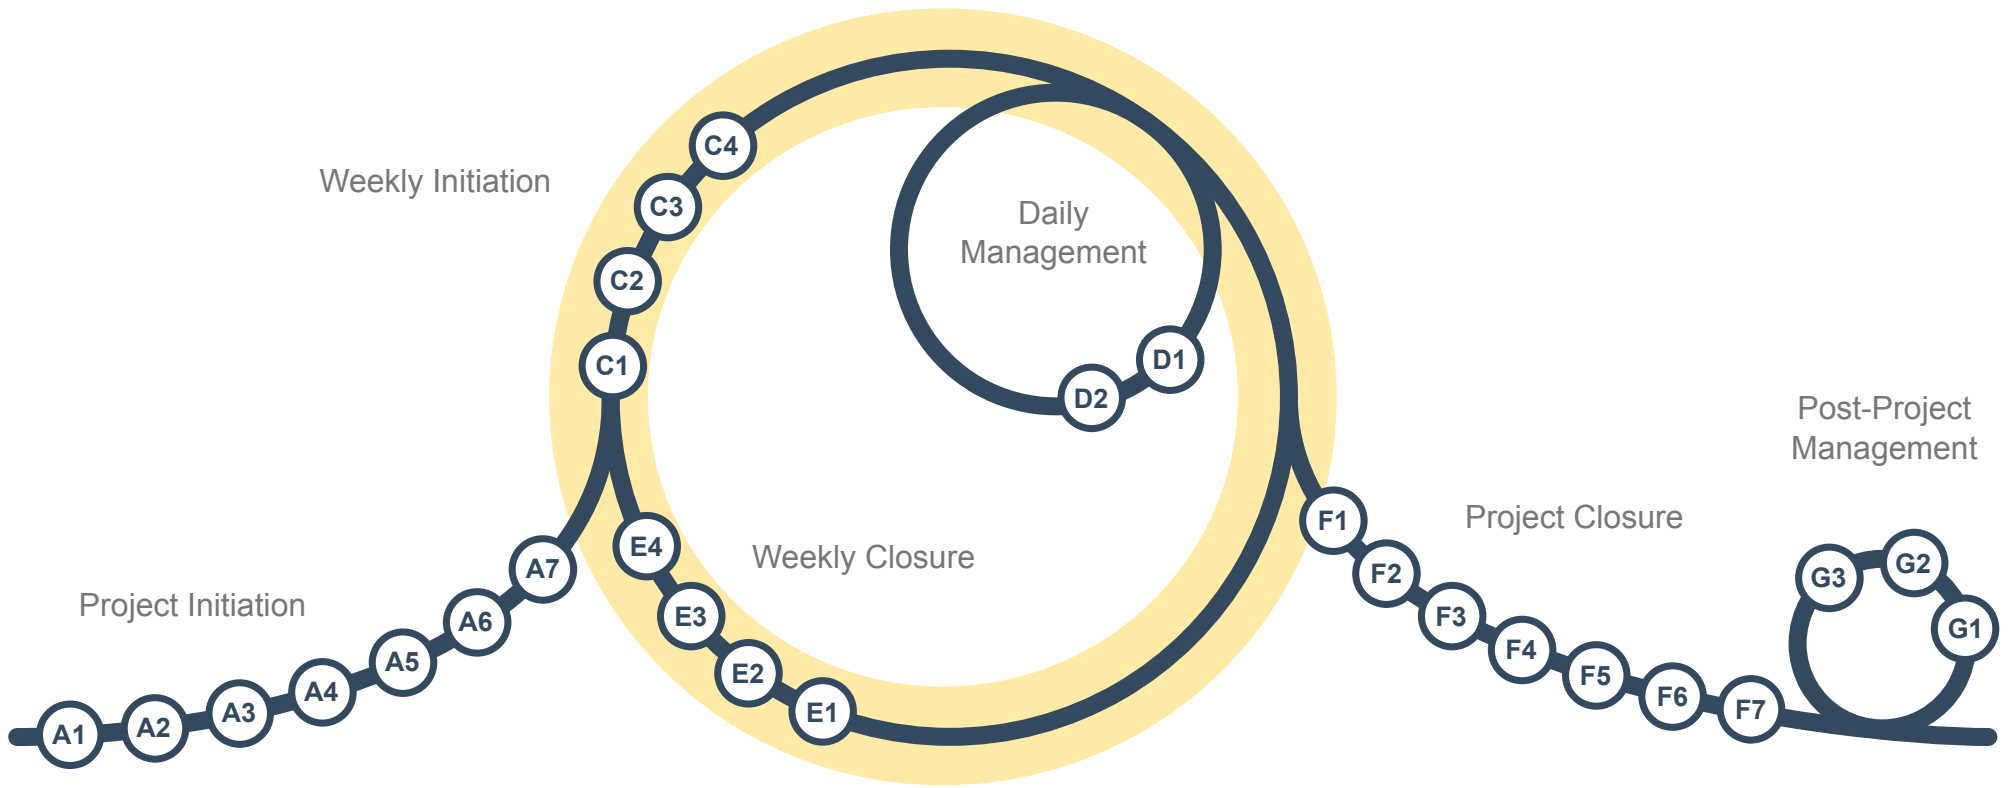 Project Initiation
A1
A2
A3
A4
A5
A6
A7
Weekly Initiation
C1
C2
C3
C4
Daily
Management
D1
D2
Weekly Closure
E1
E2
E3
E4
Project Closure
F1
F2
F3
F4
F5
F6
F7
Post-Project
Management
G1
G2
G3